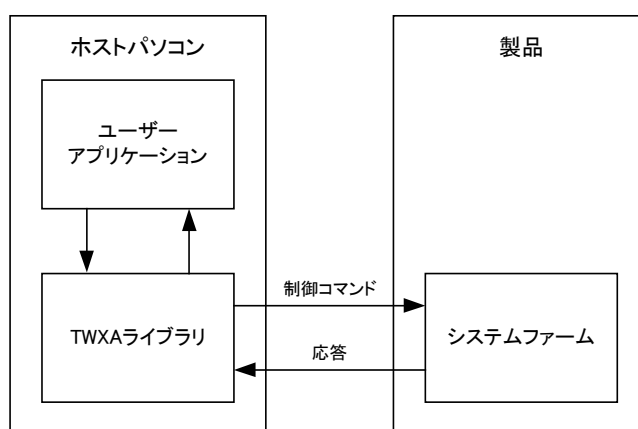 ホストパソコン
製品
ユーザー
アプリケーション
制御コマンド
TWXAライブラリ
システムファーム
応答